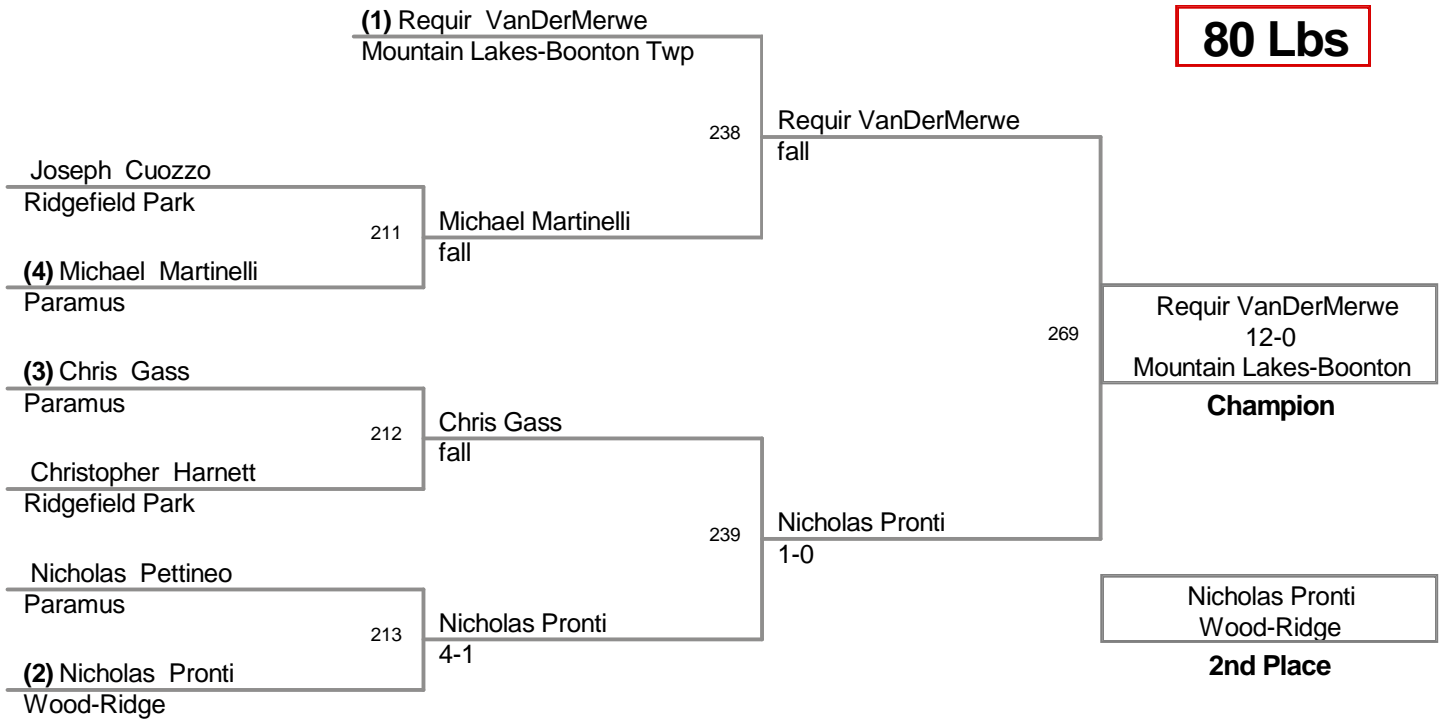 (1) Requir VanDerMerwe
Mountain Lakes-Boonton Twp
80 Lbs
238
Requir VanDerMerwe
fall
Joseph Cuozzo
Ridgefield Park
211
Michael Martinelli
fall
(4) Michael Martinelli
Paramus
269
Requir VanDerMerwe
12-0
Mountain Lakes-Boonton
Champion
(3) Chris Gass
Paramus
212
Chris Gass
fall
Christopher Harnett
Ridgefield Park
239
Nicholas Pronti
1-0
Nicholas Pettineo
Paramus
213
Nicholas Pronti
4-1
(2) Nicholas Pronti
Wood-Ridge
Nicholas Pronti
Wood-Ridge
2nd Place